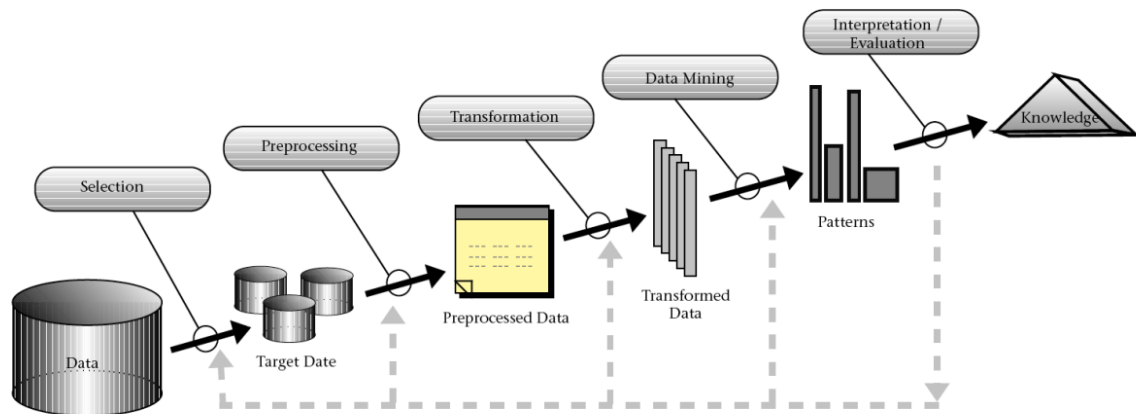 Interpretation /
Evaluation
Data Mining
Transformation
Preprocessing
Selection
Knowledge
Patterns
Transformed
Data
Preprocessed Data
Target Date
Data